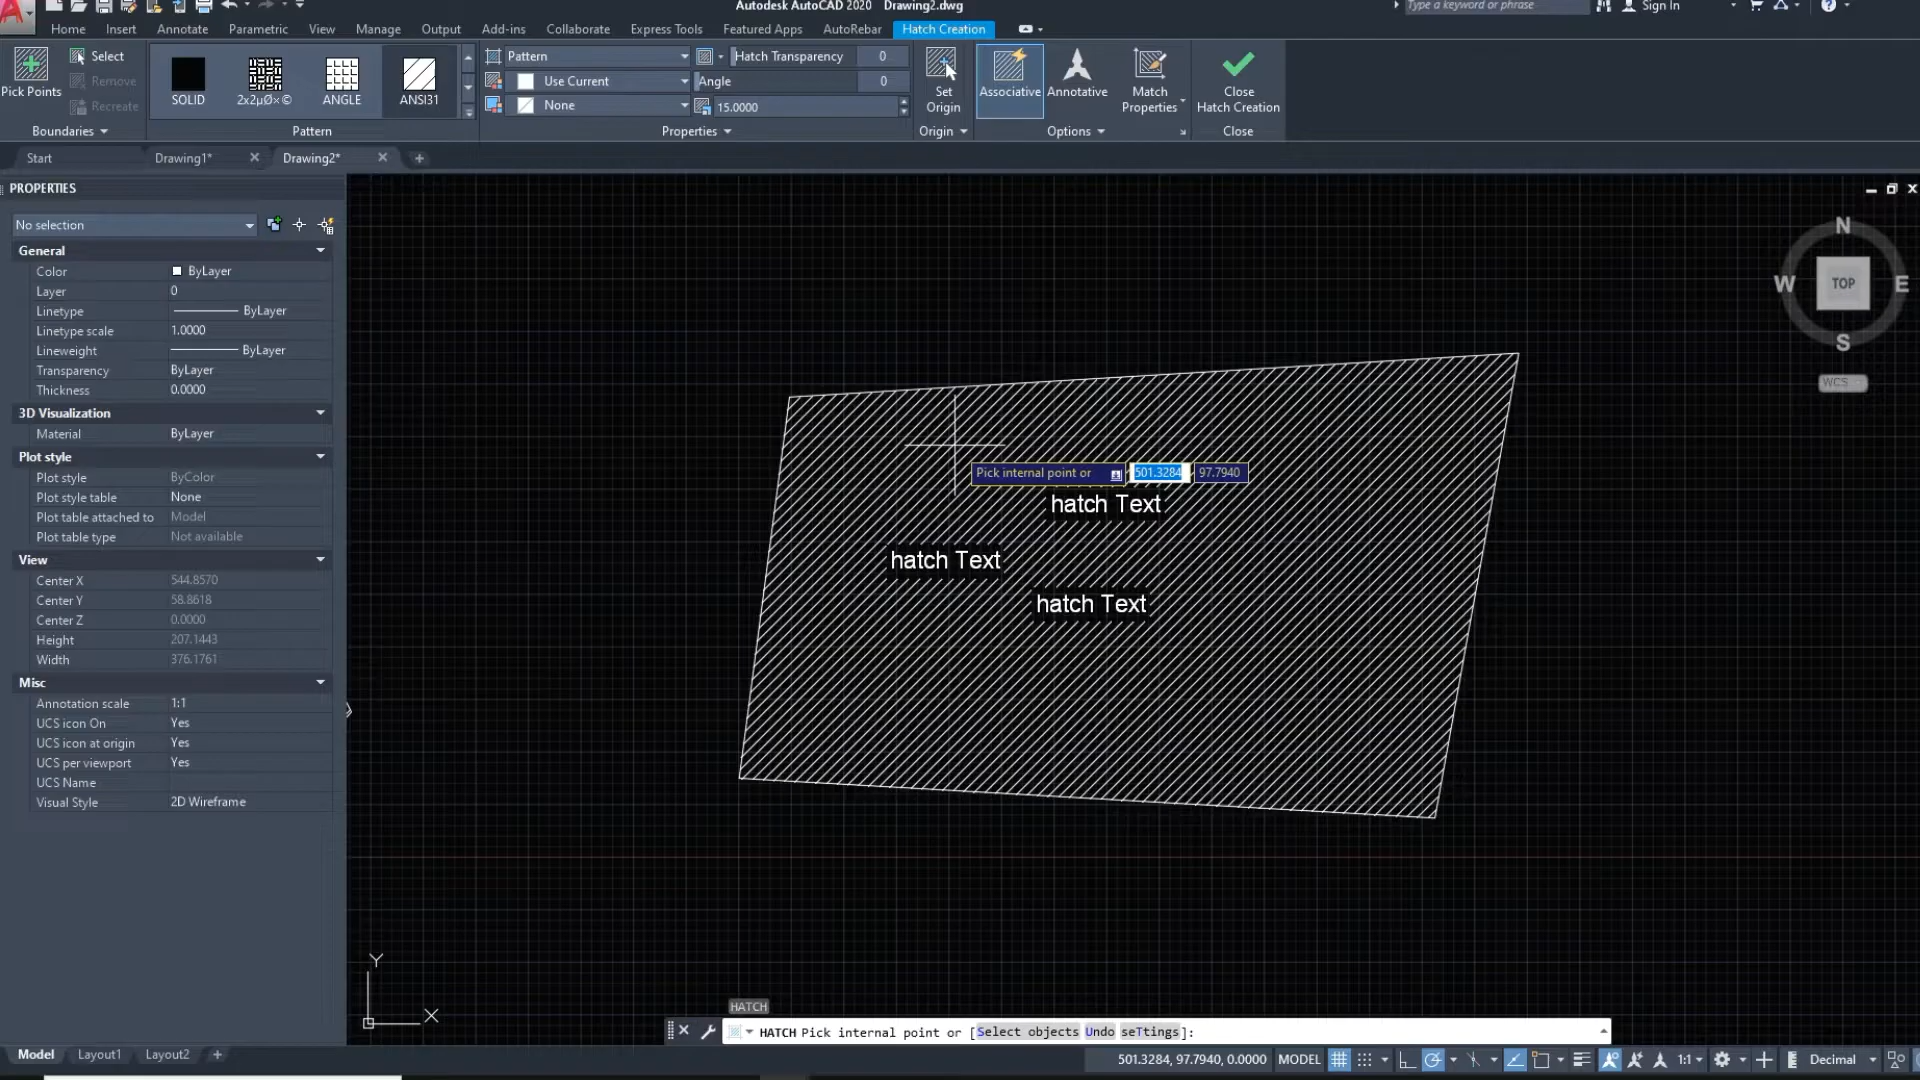 Autodesk AutoCAD 2020 Drawing2.dwg
Type a keyword or phrase
Sign In
Home Insert Annotate Parametric View Manage Output Add-ins Collaborate Express Tools Featured Apps AutoRebar Hatch Creation
Pick Points
Select
Remove
Recreate
Boundaries
SOLID
2x2µØ×©
ANGLE
ANSI31
Pattern
Pattern
Use Current
None
Hatch Transparency 0
Angle 0
15.0000
Properties
Set
Origin
Origin
Associative
Annotative
Match
Properties
Options
Close
Hatch Creation
Close
Start Drawing1* Drawing2*
PROPERTIES
No selection
General
Color ByLayer
Layer 0
Linetype ByLayer
Linetype scale 1.0000
Lineweight ByLayer
Transparency ByLayer
Thickness 0.0000
3D Visualization
Material ByLayer
Plot style
Plot style ByColor
Plot style table None
Plot table attached to Model
Plot table type Not available
View
Center X 544.8570
Center Y 58.8618
Center Z 0.0000
Height 207.1443
Width 376.1761
Misc
Annotation scale 1:1
UCS icon On Yes
UCS icon at origin Yes
UCS per viewport Yes
UCS Name
Visual Style 2D Wireframe
N
W TOP E
S
WCS
Pick internal point or 501.3284 97.7940
hatch Text
hatch Text
hatch Text
Y
X
HATCH
HATCH Pick internal point or [Select objects Undo seTtings]:
Model Layout1 Layout2
501.3284, 97.7940, 0.0000 MODEL 1:1 Decimal